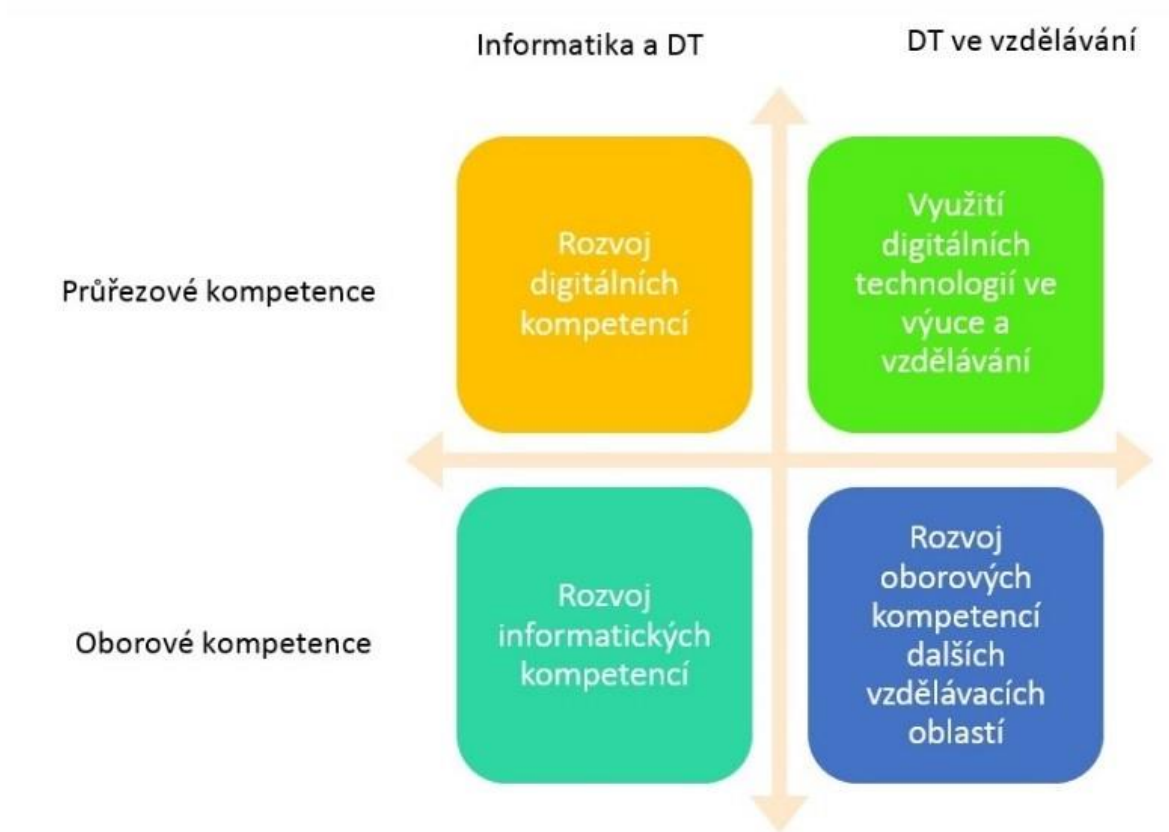 Informatika a DT
DT ve vzdělávání
Průřezové kompetence
Rozvoj
digitálních
kompetencí
Využití
digitálních
technologií ve
výuce a
vzdělávání
Oborové kompetence
Rozvoj
informatických
kompetencí
Rozvoj
oborových
kompetencí
dalších
vzdělávacích
oblastí